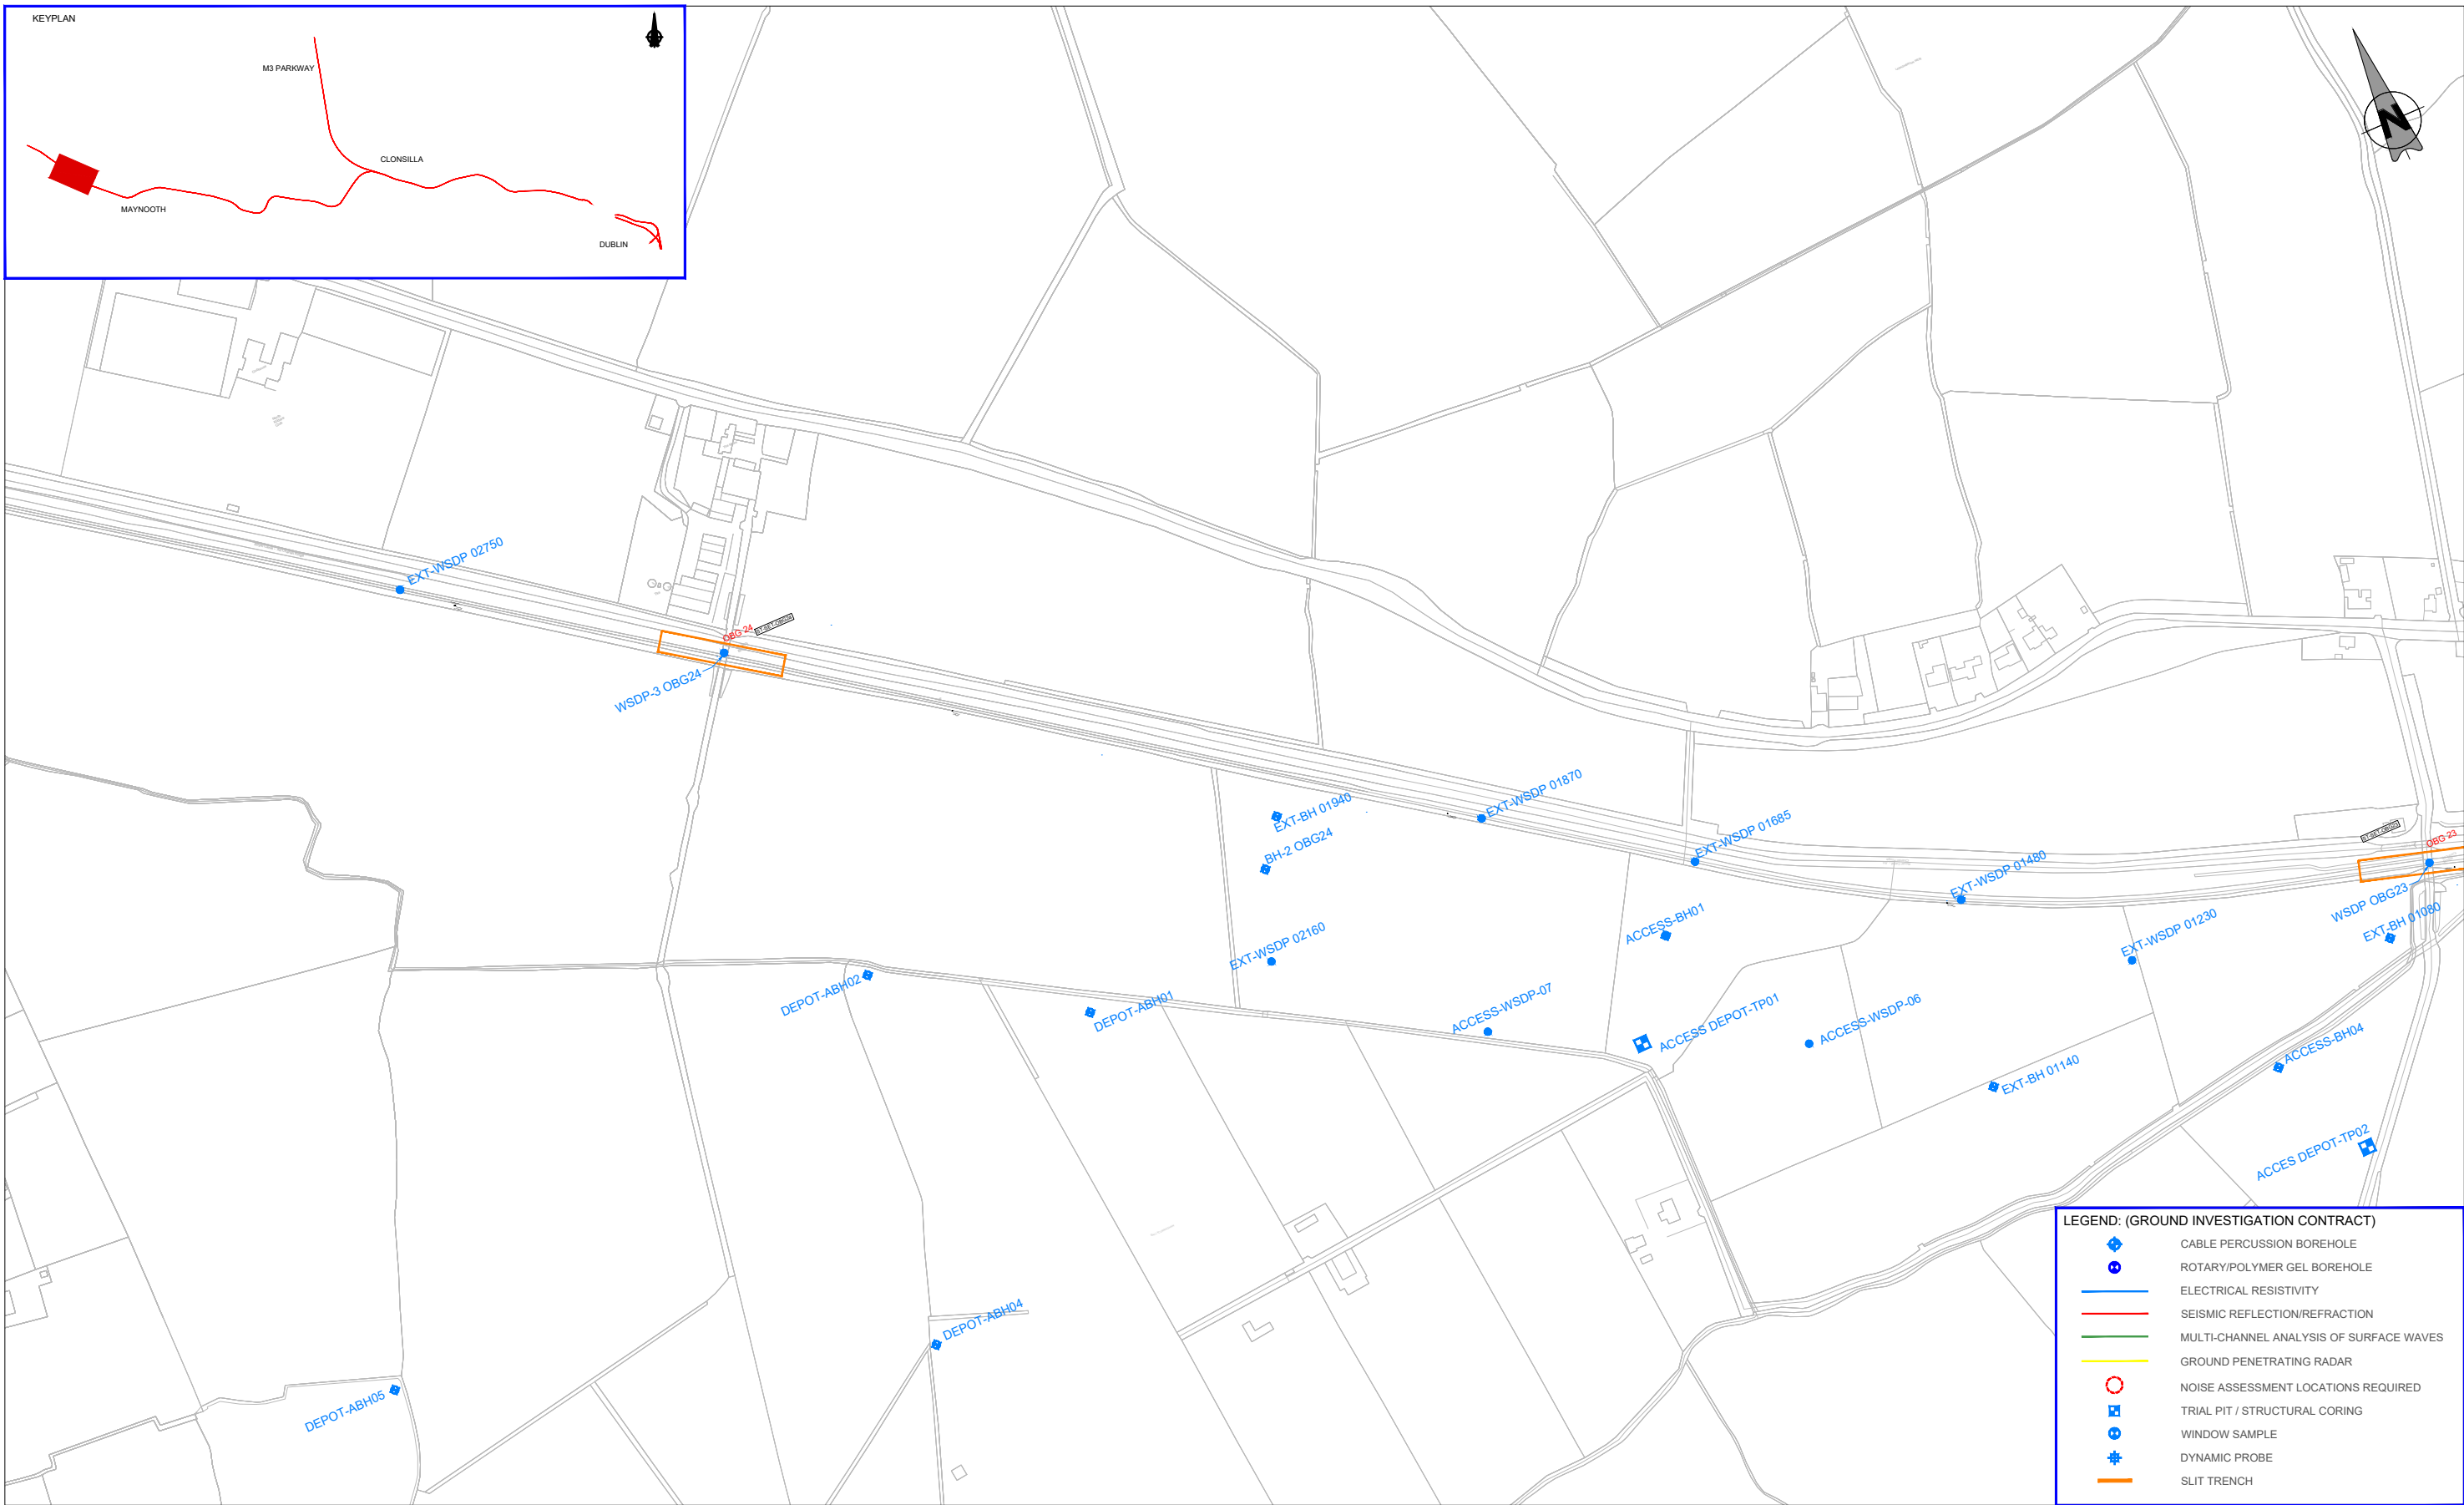 KEYPLAN
M3 PARKWAY
CLONSILLA
MAYNOOTH
DUBLIN
N
EXT-WSDP 02750
OBG 24
WSDP-3 OBG24
EXT-WSDP 01870
EXT-BH 01940
BH-2 OBG24
EXT-WSDP 01685
EXT-WSDP 01480
OBG 23
WSDP OBG23
EXT-BH 01080
EXT-WSDP 01230
ACCESS-BH01
EXT-WSDP 02160
DEPOT-ABH02
DEPOT-ABH01
ACCESS-WSDP-07
ACCESS DEPOT-TP01
ACCESS-WSDP-06
EXT-BH 01140
ACCESS-BH04
ACCES DEPOT-TP02
DEPOT-ABH04
DEPOT-ABH05
LEGEND: (GROUND INVESTIGATION CONTRACT)
CABLE PERCUSSION BOREHOLE
ROTARY/POLYMER GEL BOREHOLE
ELECTRICAL RESISTIVITY
SEISMIC REFLECTION/REFRACTION
MULTI-CHANNEL ANALYSIS OF SURFACE WAVES
GROUND PENETRATING RADAR
NOISE ASSESSMENT LOCATIONS REQUIRED
TRIAL PIT / STRUCTURAL CORING
WINDOW SAMPLE
DYNAMIC PROBE
SLIT TRENCH